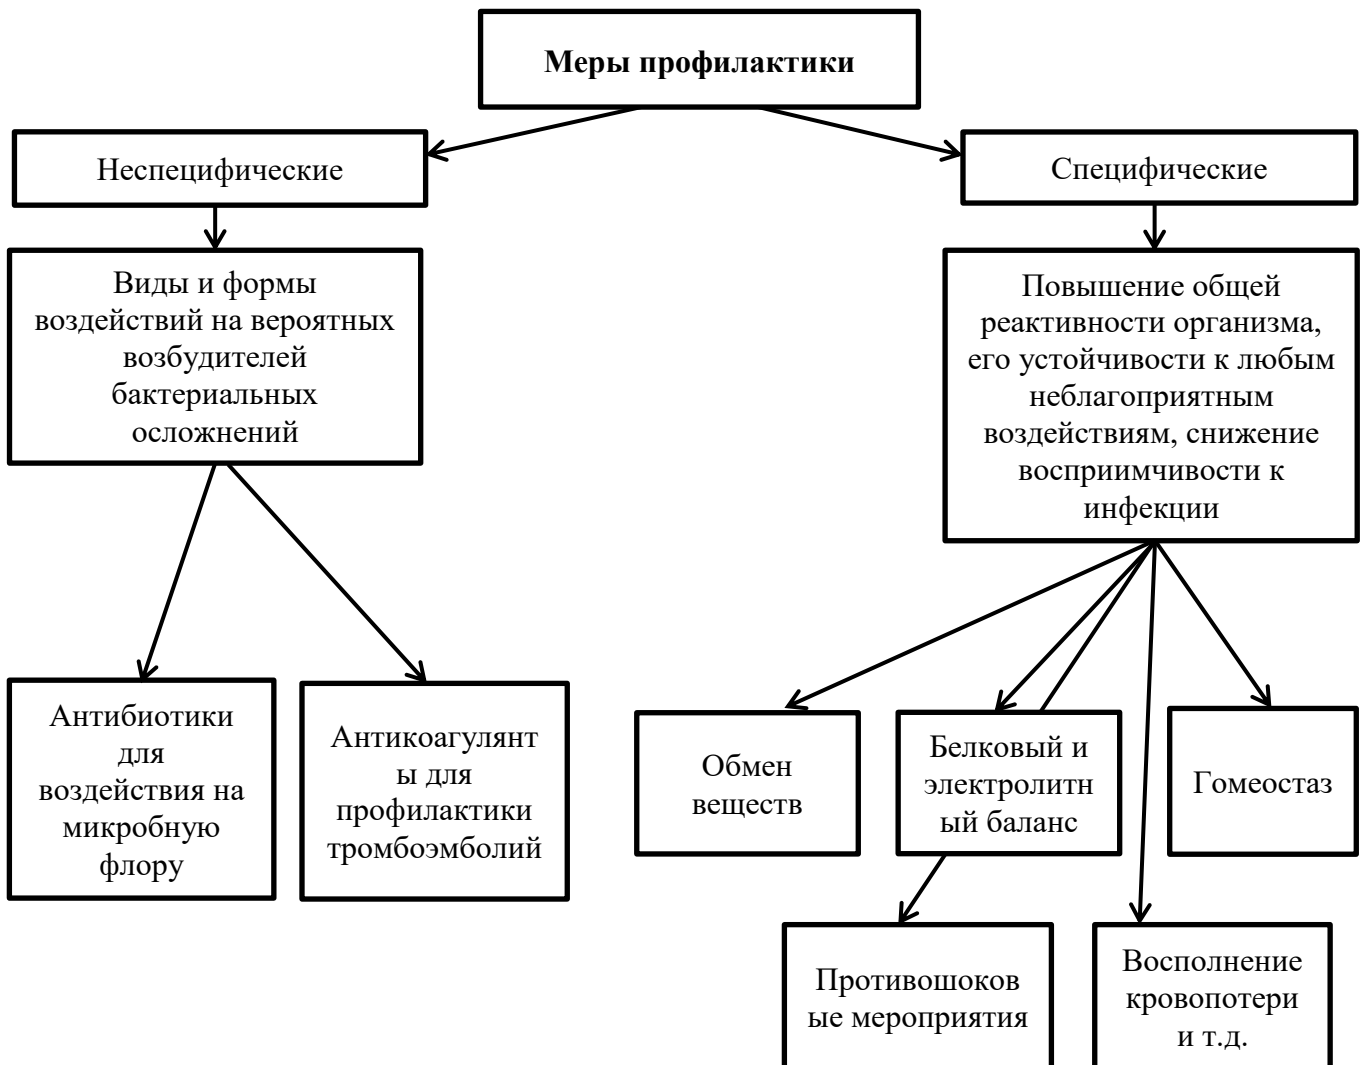 Меры профилактики
Неспецифические
Специфические
Виды и формы
воздействий на вероятных
возбудителей
бактериальных
осложнений
Повышение общей
реактивности организма,
его устойчивости к любым
неблагоприятным
воздействиям, снижение
восприимчивости к
инфекции
Антибиотики
для
воздействия на
микробную
флору
Антикоагулянт
ы для
профилактики
тромбоэмболий
Обмен
веществ
Белковый и
электролитн
ый баланс
Гомеостаз
Противошоков
ые мероприятия
Восполнение
кровопотери
и т.д.